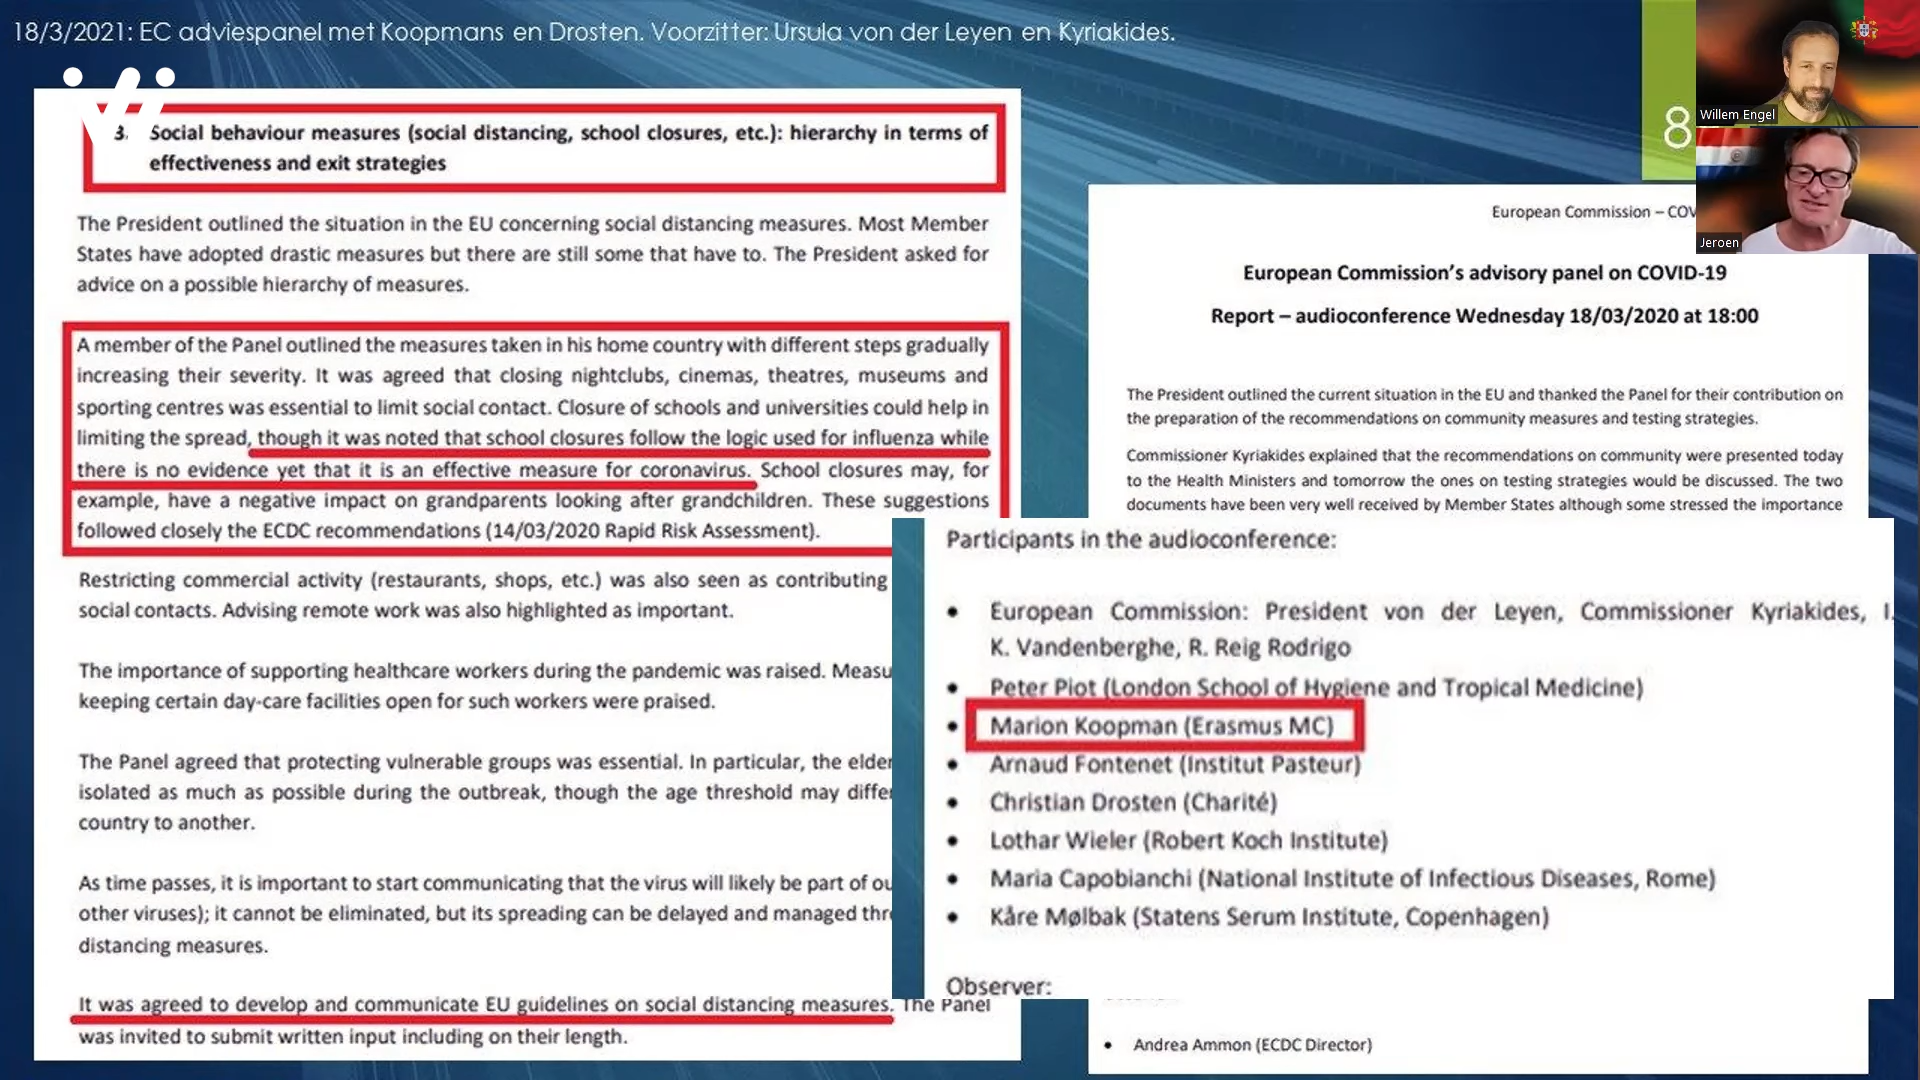 18/3/2021: EC adviespanel met Koopmans en Drosten. Voorzitter: Ursula von der Leyen en Kyriakides.
3. Social behaviour measures (social distancing, school closures, etc.): hierarchy in terms of
effectiveness and exit strategies
The President outlined the situation in the EU concerning social distancing measures. Most Member
States have adopted drastic measures but there are still some that have to. The President asked for
advice on a possible hierarchy of measures.
A member of the Panel outlined the measures taken in his home country with different steps gradually
increasing their severity. It was agreed that closing nightclubs, cinemas, theatres, museums and
sporting centres was essential to limit social contact. Closure of schools and universities could help in
limiting the spread, though it was noted that school closures follow the logic used for influenza while
there is no evidence yet that it is an effective measure for coronavirus. School closures may, for
example, have a negative impact on grandparents looking after grandchildren. These suggestions
followed closely the ECDC recommendations (14/03/2020 Rapid Risk Assessment).
Restricting commercial activity (restaurants, shops, etc.) was also seen as contributing
social contacts. Advising remote work was also highlighted as important.
The importance of supporting healthcare workers during the pandemic was raised. Measu
keeping certain day-care facilities open for such workers were praised.
The Panel agreed that protecting vulnerable groups was essential. In particular, the elder
isolated as much as possible during the outbreak, though the age threshold may differ
country to another.
As time passes, it is important to start communicating that the virus will likely be part of ou
other viruses); it cannot be eliminated, but its spreading can be delayed and managed thr
distancing measures.
It was agreed to develop and communicate EU guidelines on social distancing measures. The Panel
was invited to submit written input including on their length.
8
Willem Engel
Jeroen
European Commission – COV
European Commission's advisory panel on COVID-19
Report – audioconference Wednesday 18/03/2020 at 18:00
The President outlined the current situation in the EU and thanked the Panel for their contribution on
the preparation of the recommendations on community measures and testing strategies.
Commissioner Kyriakides explained that the recommendations on community were presented today
to the Health Ministers and tomorrow the ones on testing strategies would be discussed. The two
documents have been very well received by Member States although some stressed the importance
Participants in the audioconference:
• European Commission: President von der Leyen, Commissioner Kyriakides, I.
K. Vandenberghe, R. Reig Rodrigo
• Peter Piot (London School of Hygiene and Tropical Medicine)
• Marion Koopman (Erasmus MC)
• Arnaud Fontenet (Institut Pasteur)
• Christian Drosten (Charité)
• Lothar Wieler (Robert Koch Institute)
• Maria Capobianchi (National Institute of Infectious Diseases, Rome)
• Kåre Mølbak (Statens Serum Institute, Copenhagen)
Observer:
• Andrea Ammon (ECDC Director)